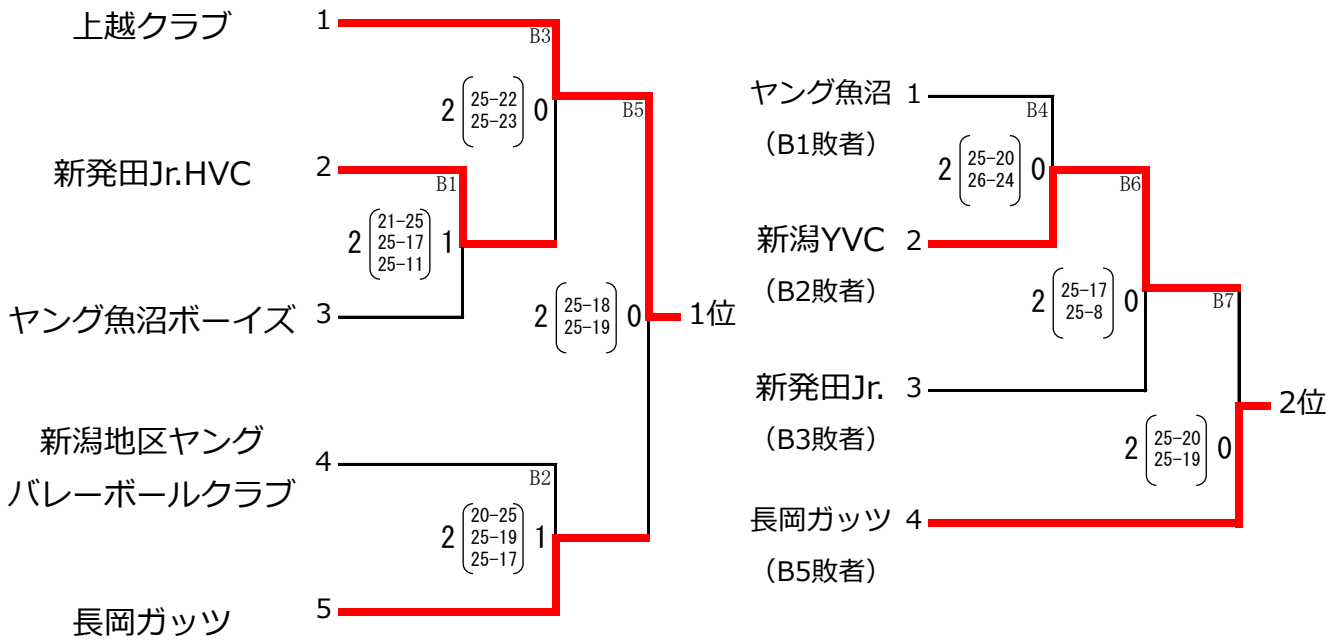 上越クラブ 1
B3
2 25-22 0
25-23
B5
新発田Jr.HVC 2
B1
2 21-25 1
25-17
25-11
ヤング魚沼ボーイズ 3
2 25-18 0
25-19
1位
新潟地区ヤング
バレーボールクラブ
4
B2
2 20-25 1
25-19
25-17
長岡ガッツ 5
ヤング魚沼 1
(B1敗者)
B4
2 25-20 0
26-24
B6
新潟YVC 2
(B2敗者)
2 25-17 0
25-8
B7
新発田Jr. 3
(B3敗者)
2位
2 25-20 0
25-19
長岡ガッツ 4
(B5敗者)